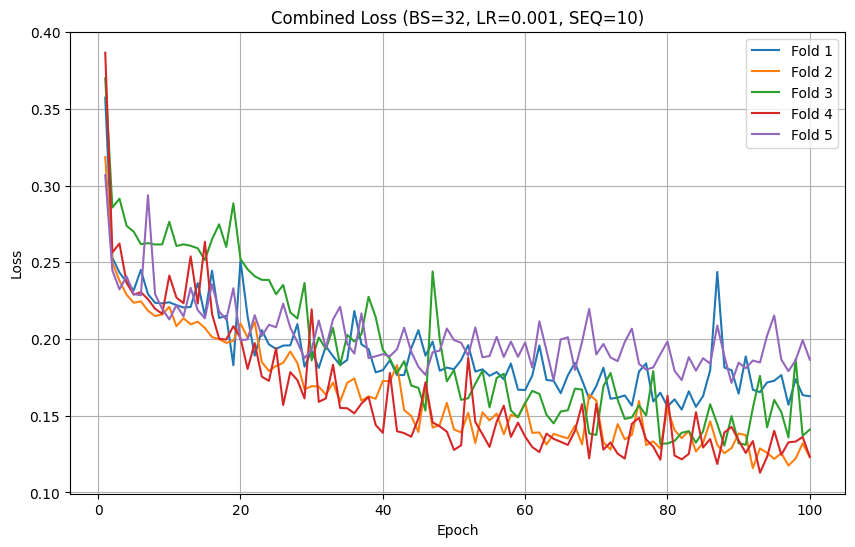 Combined Loss (BS=32, LR=0.001, SEQ=10)
0.40
0.35
0.30
0.25
0.20
0.15
0.10
Loss
0
20
40
60
80
100
Epoch
Fold 1
Fold 2
Fold 3
Fold 4
Fold 5